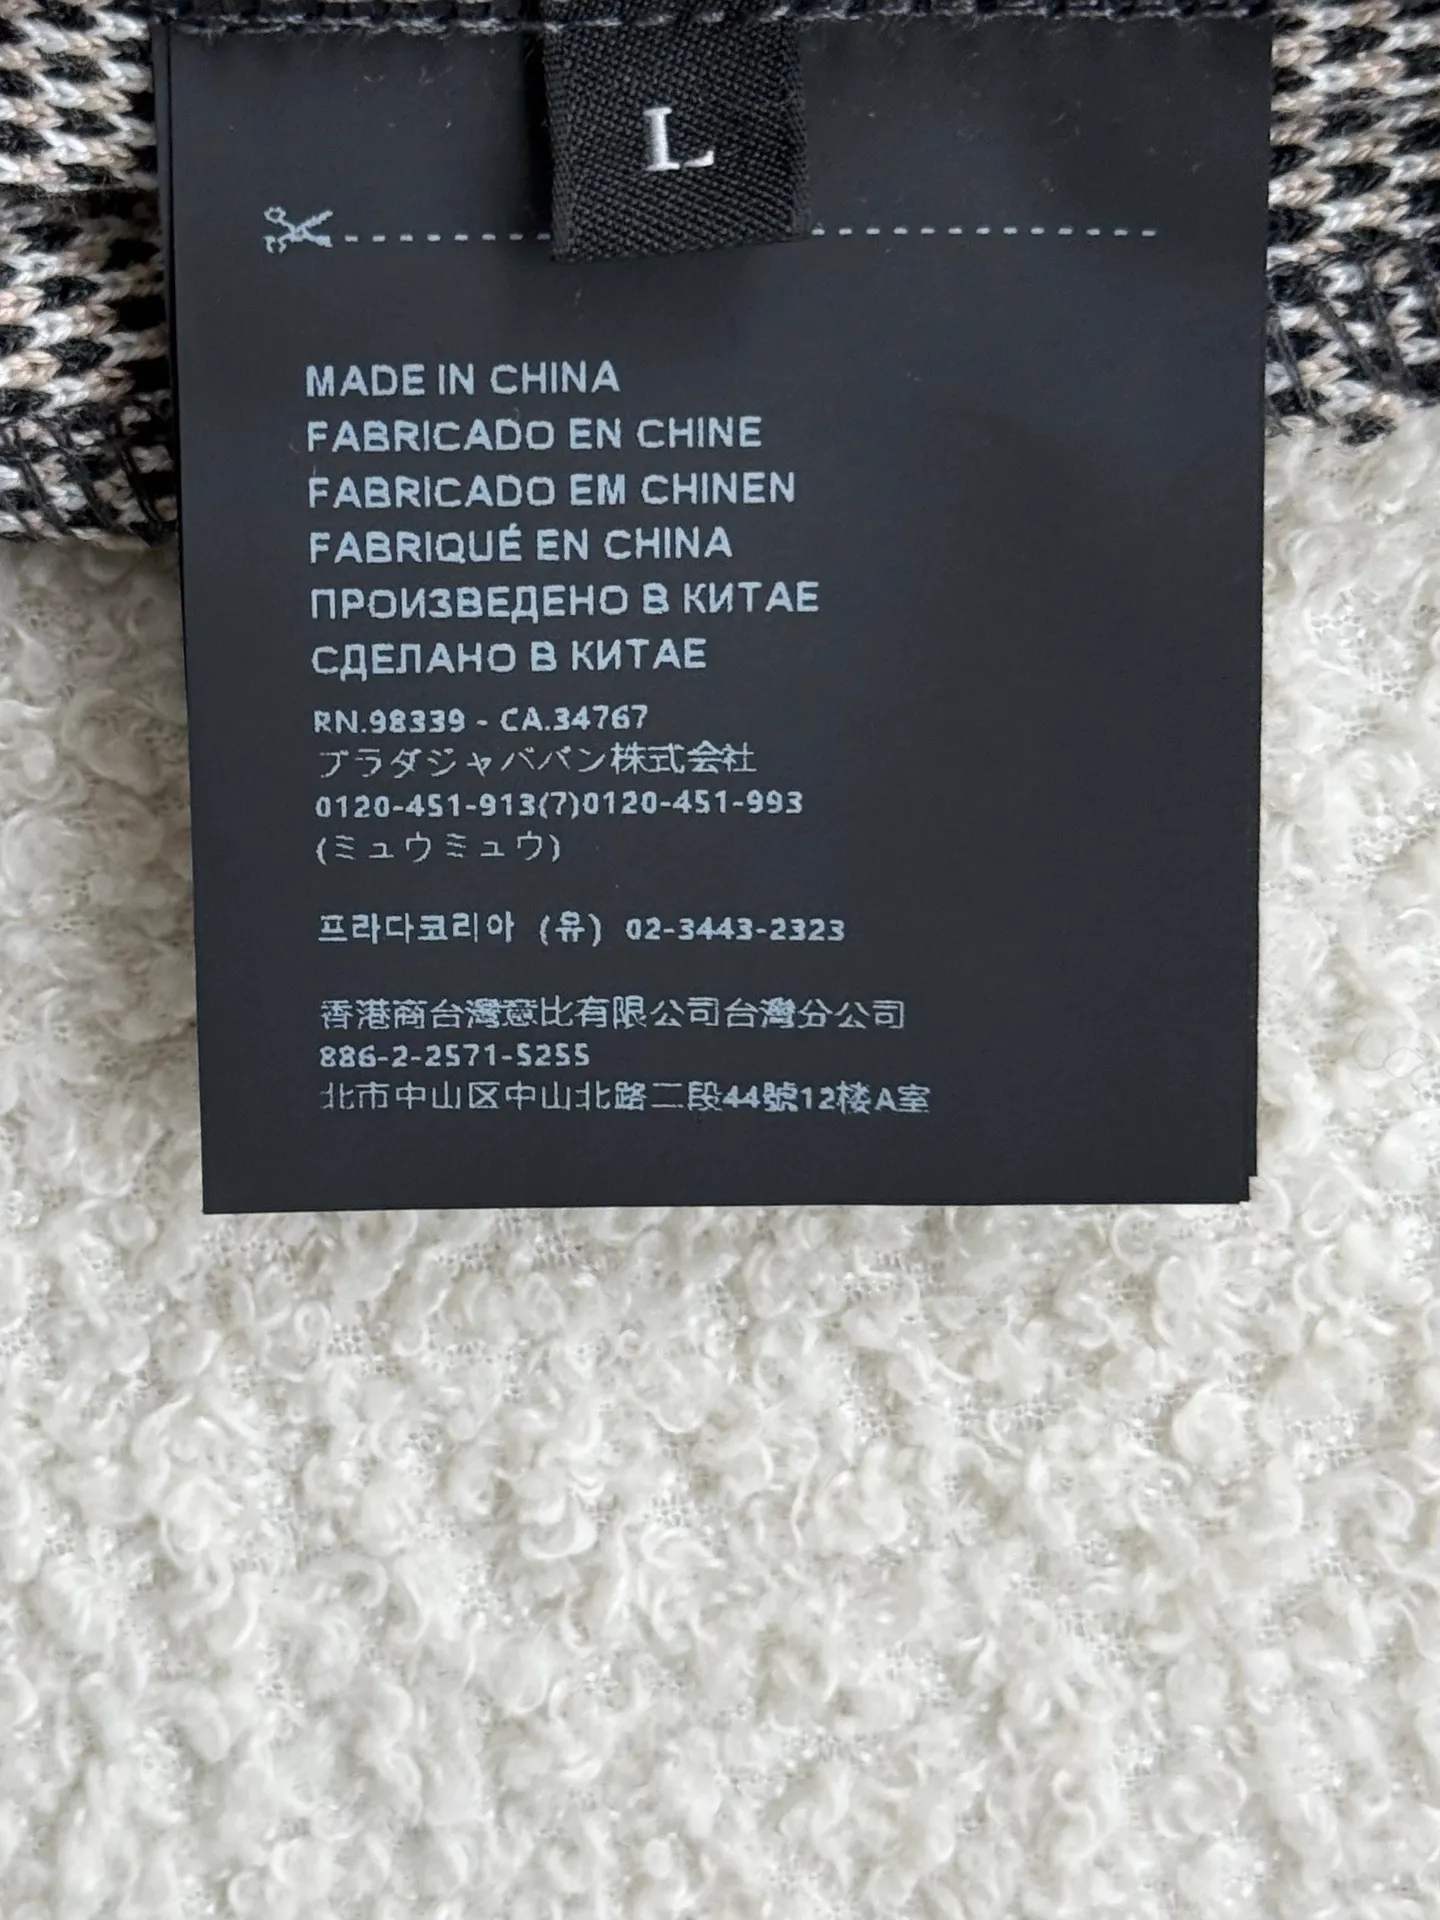 L
MADE IN CHINA
FABRICADO EN CHINE
FABRICADO EM CHINEN
FABRIQUÉ EN CHINA
ПРОИЗВЕДЕНО В КИТАЕ
СДЕЛАНО В КИТАЕ
RN.98339 - CA.34767
プラダジャババン株式会社
0120-451-913(7)0120-451-993
(ミュウミュウ)
프라다코리아 (유) 02-3443-2323
香港商台灣意比有限公司台灣分公司
886-2-2571-5255
北市中山区中山北路二段44號12楼A室